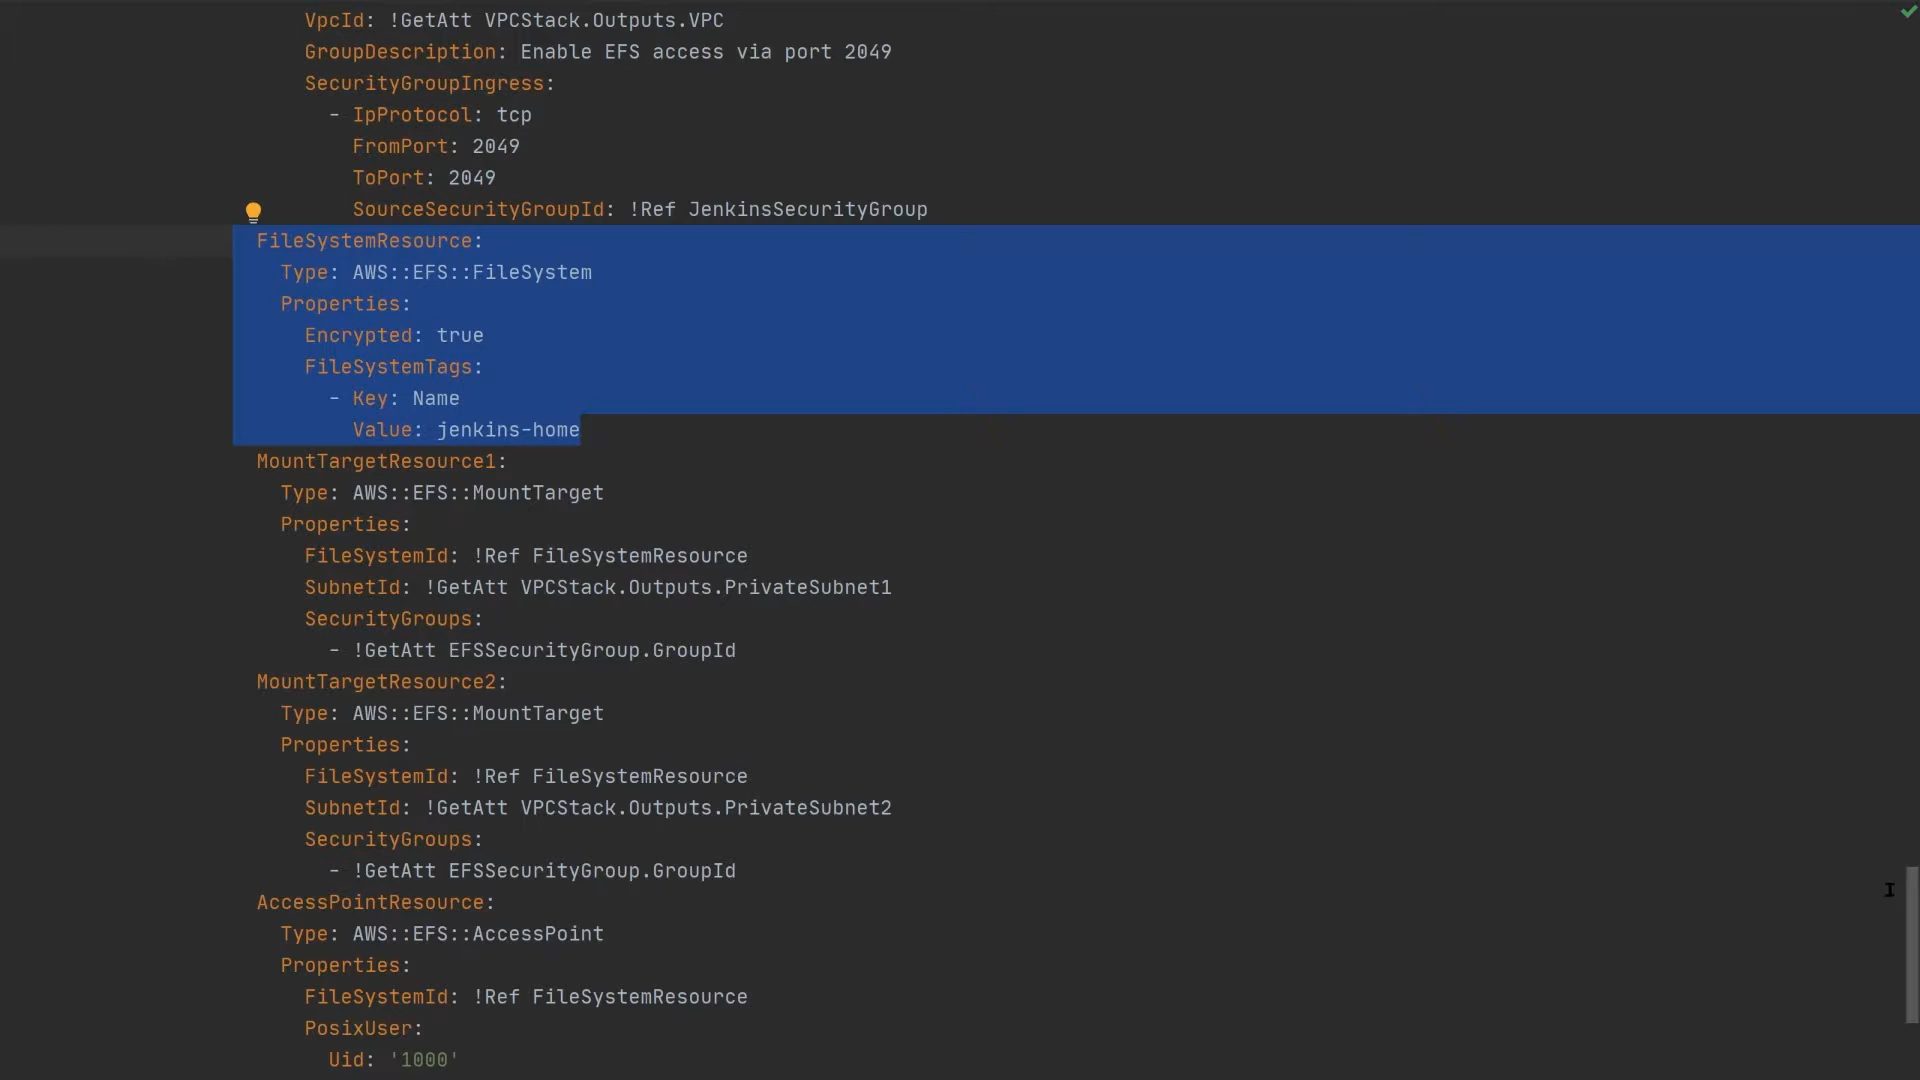 VpcId: !GetAtt VPCStack.Outputs.VPC
GroupDescription: Enable EFS access via port 2049
SecurityGroupIngress:
- IpProtocol: tcp
FromPort: 2049
ToPort: 2049
SourceSecurityGroupId: !Ref JenkinsSecurityGroup
FileSystemResource:
Type: AWS::EFS::FileSystem
Properties:
Encrypted: true
FileSystemTags:
- Key: Name
Value: jenkins-home
MountTargetResource1:
Type: AWS::EFS::MountTarget
Properties:
FileSystemId: !Ref FileSystemResource
SubnetId: !GetAtt VPCStack.Outputs.PrivateSubnet1
SecurityGroups:
- !GetAtt EFSSecurityGroup.GroupId
MountTargetResource2:
Type: AWS::EFS::MountTarget
Properties:
FileSystemId: !Ref FileSystemResource
SubnetId: !GetAtt VPCStack.Outputs.PrivateSubnet2
SecurityGroups:
- !GetAtt EFSSecurityGroup.GroupId
AccessPointResource:
Type: AWS::EFS::AccessPoint
Properties:
FileSystemId: !Ref FileSystemResource
PosixUser:
Uid: '1000'